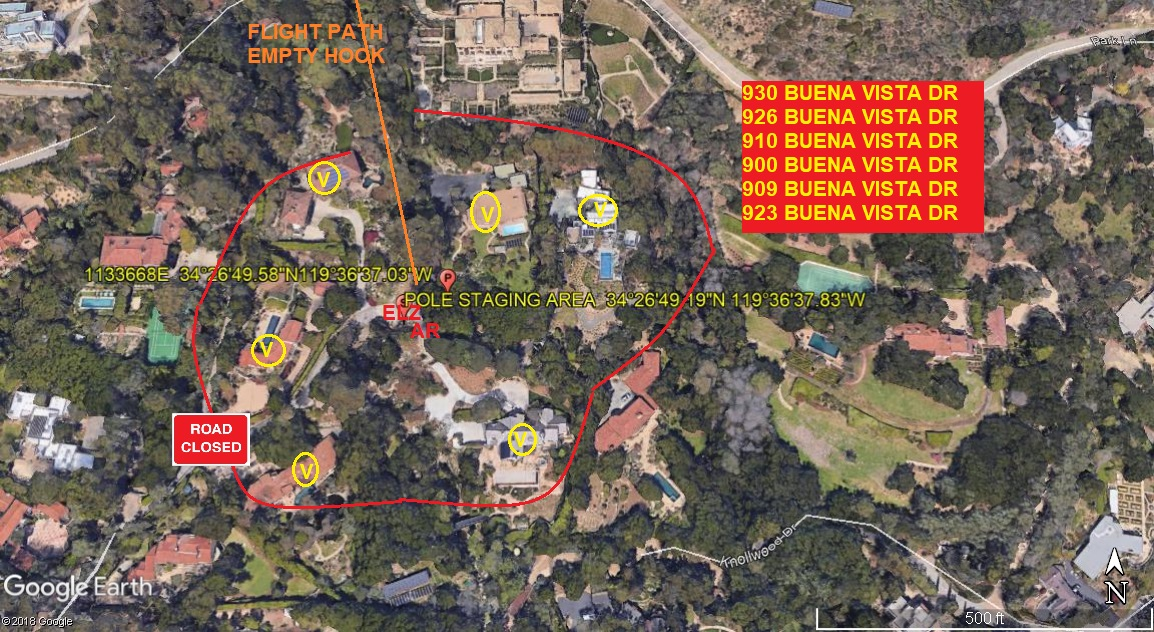 FLIGHT PATH
EMPTY HOOK
Park Ln
930 BUENA VISTA DR
926 BUENA VISTA DR
910 BUENA VISTA DR
900 BUENA VISTA DR
909 BUENA VISTA DR
923 BUENA VISTA DR
V
V
V
1133668E 34°26'49.58"N119°36'37.03"W
P
POLE STAGING AREA 34°26'49.19"N 119°36'37.83"W
AR
V
ROAD
CLOSED
V
V
Knollwood Dr
Google Earth
N
500 ft
©2018 Google